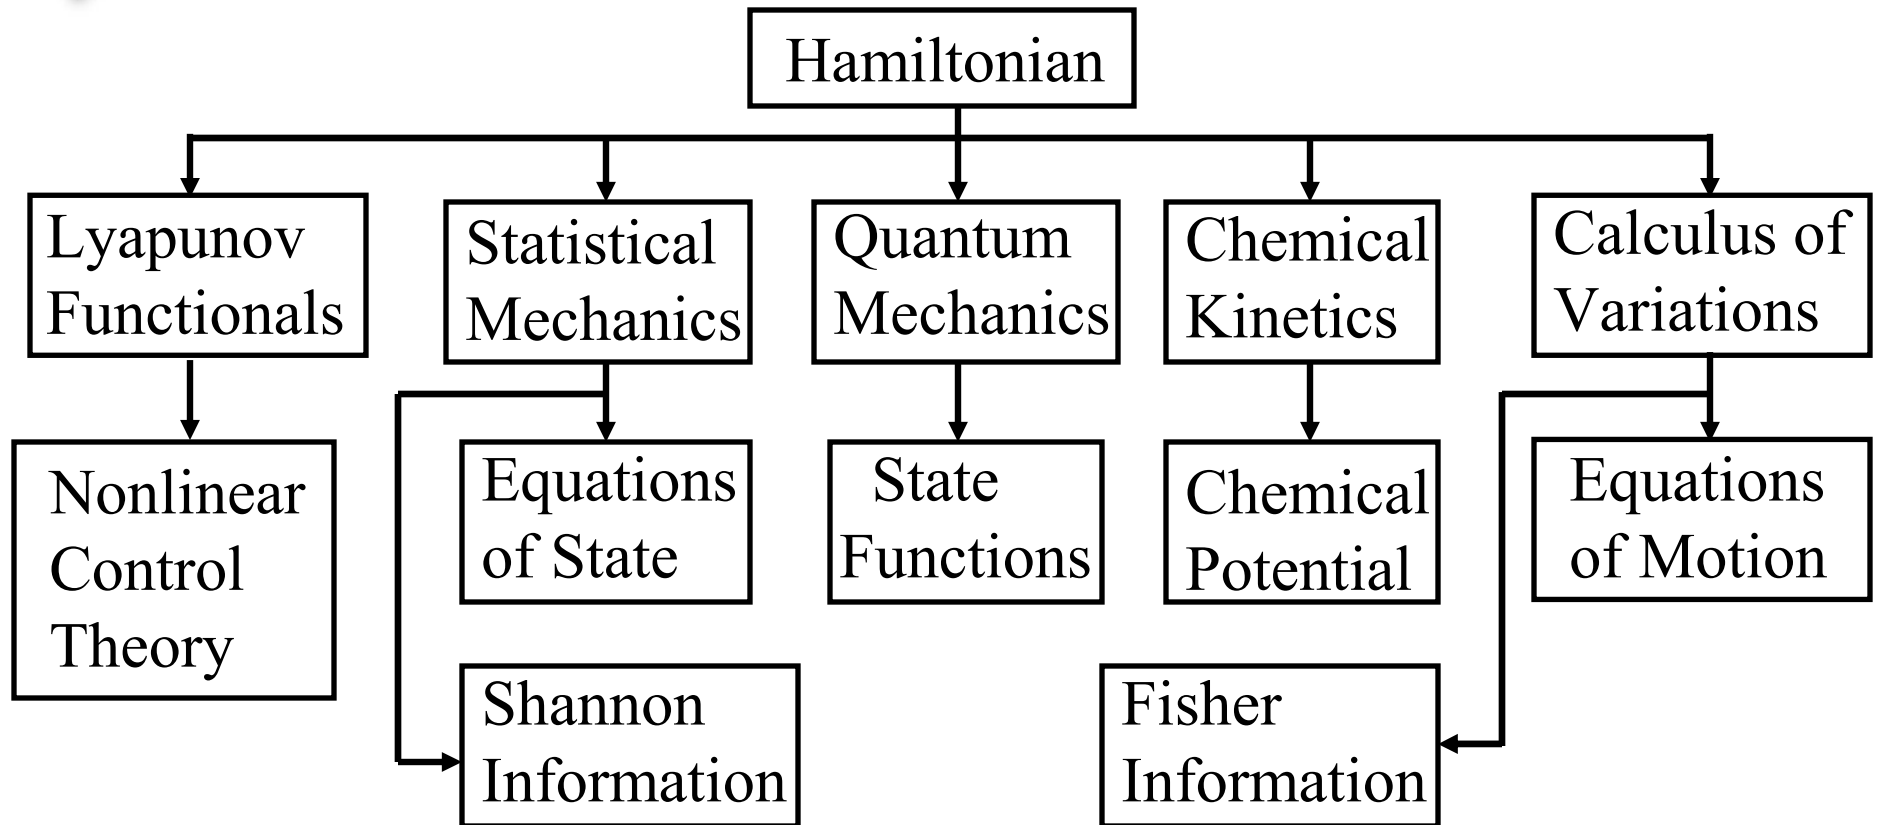 Hamiltonian
Lyapunov
Functionals
Statistical
Mechanics
Quantum
Mechanics
Chemical
Kinetics
Calculus of
Variations
Nonlinear
Control
Theory
Equations
of State
State
Functions
Chemical
Potential
Equations
of Motion
Shannon
Information
Fisher
Information